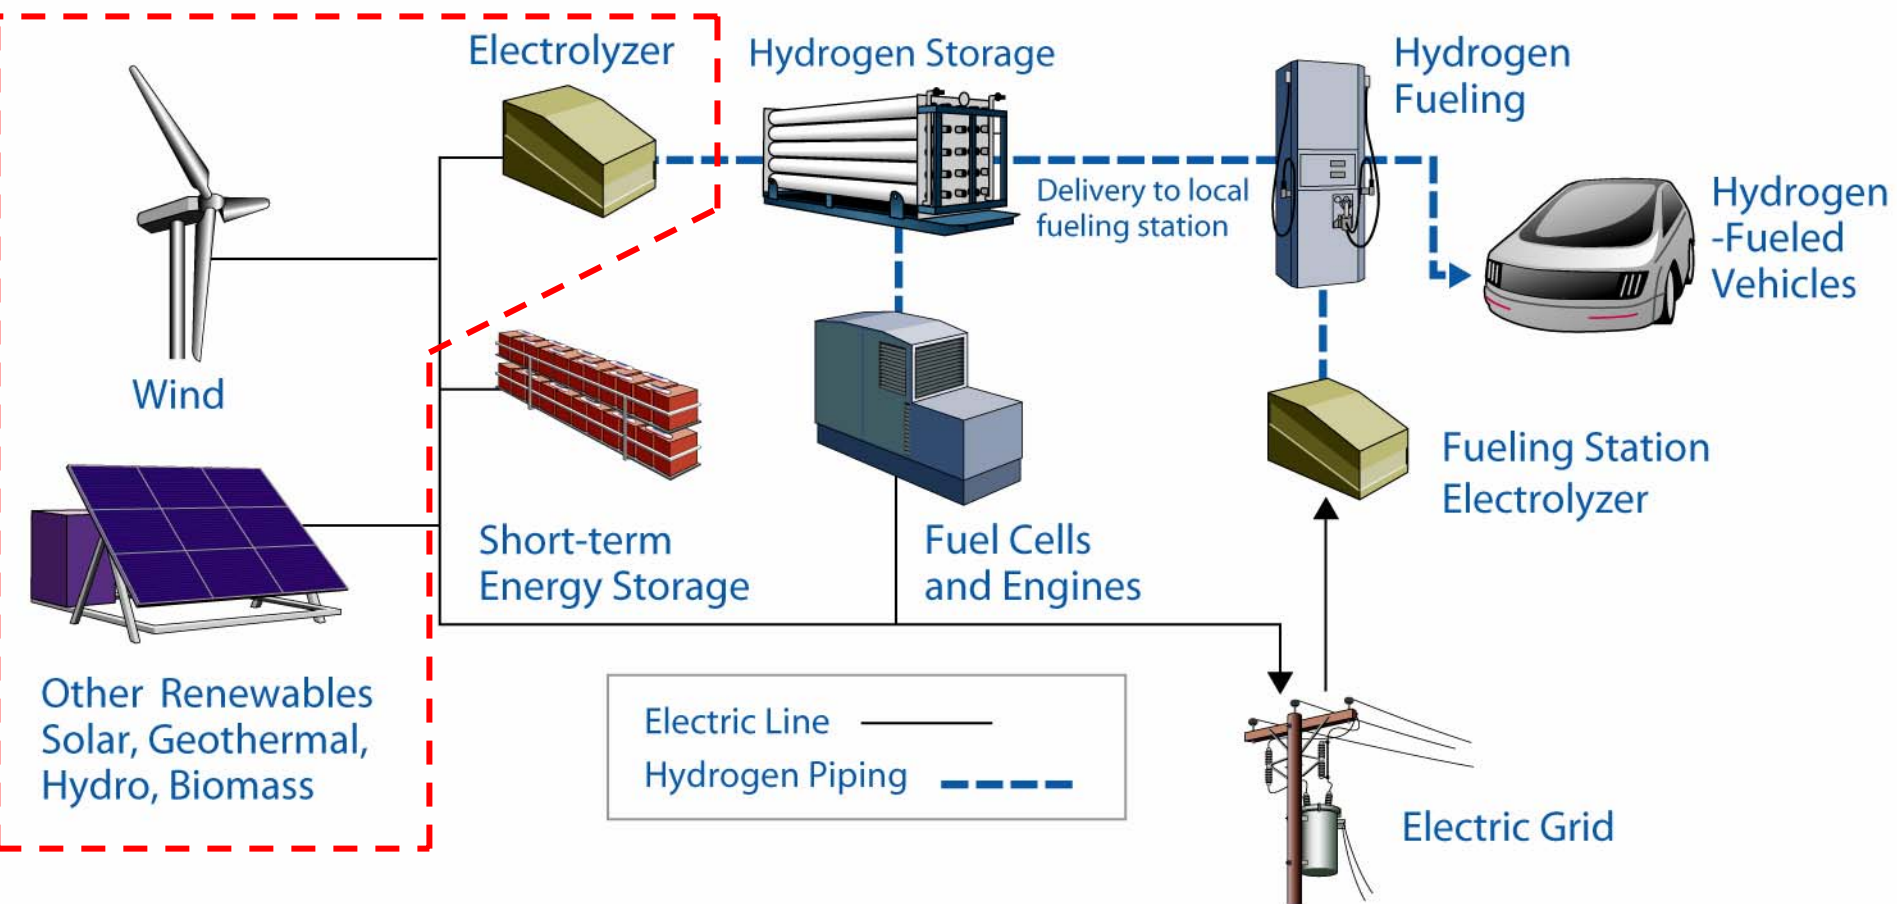 Electrolyzer
Hydrogen Storage
Hydrogen
Fueling
Delivery to local
fueling station
Hydrogen
-Fueled
Vehicles
Wind
Fueling Station
Electrolyzer
Short-term
Energy Storage
Fuel Cells
and Engines
Other Renewables
Solar, Geothermal,
Hydro, Biomass
Electric Line
Hydrogen Piping
Electric Grid